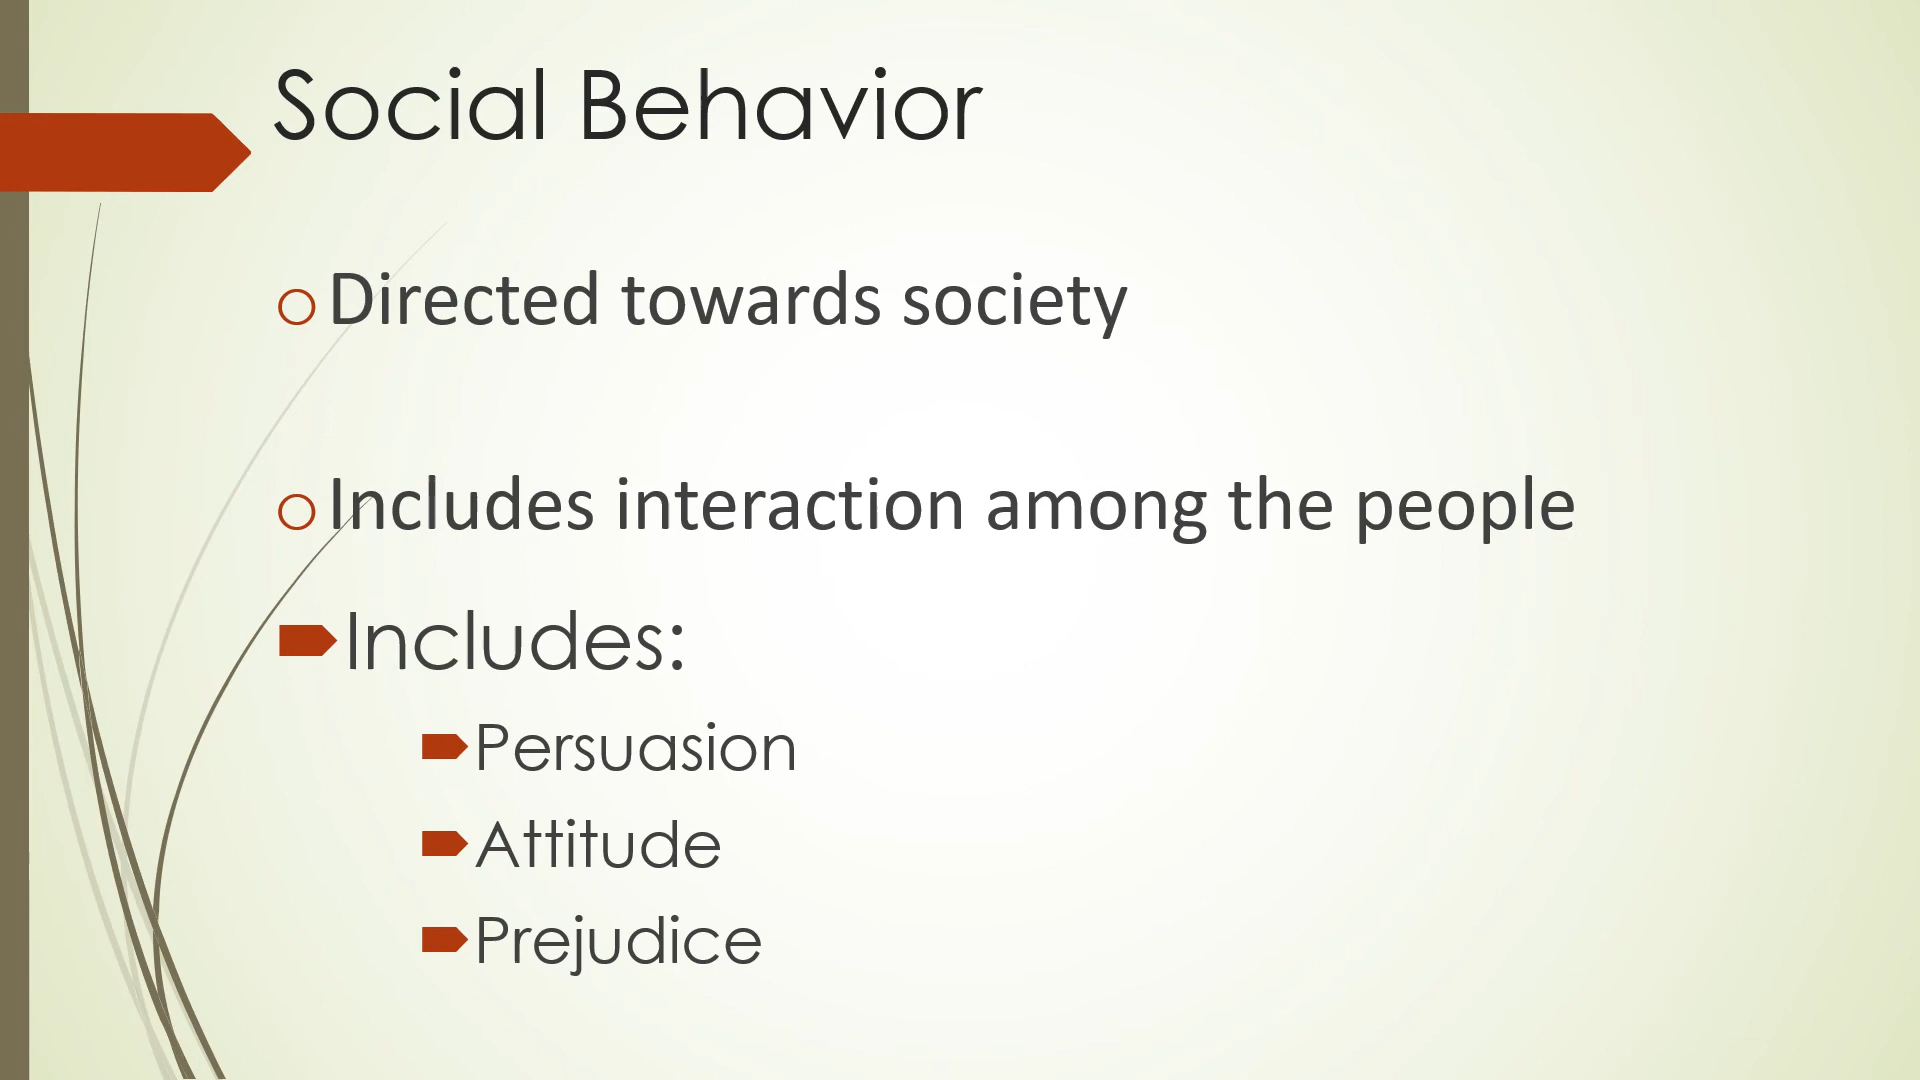 Social Behavior
Directed towards society
Includes interaction among the people
Includes:
Persuasion
Attitude
Prejudice